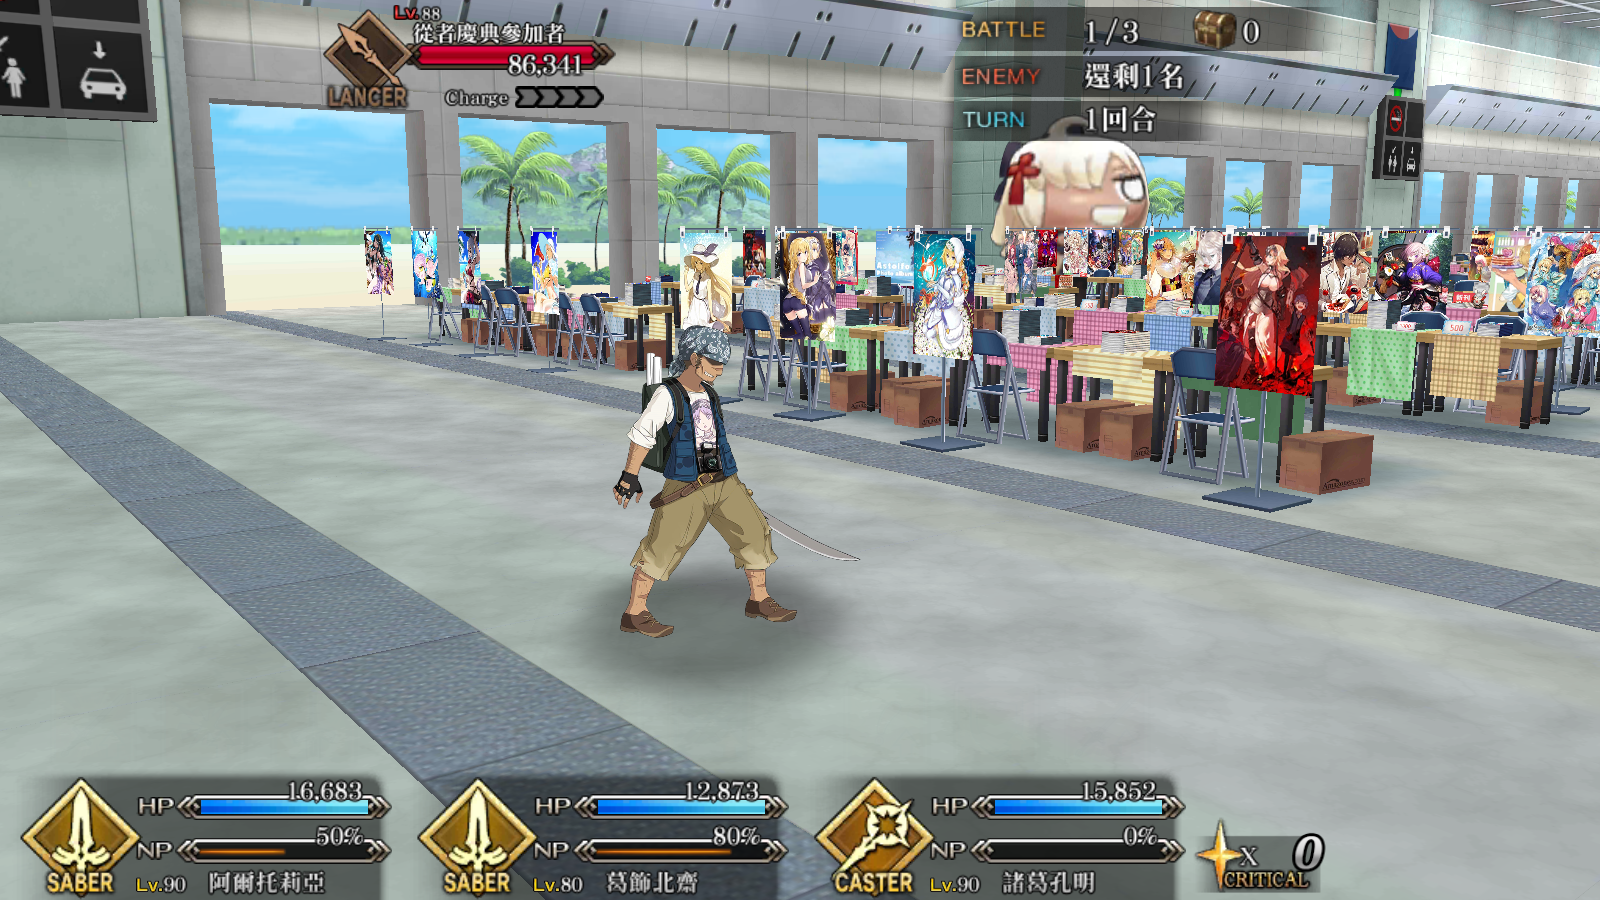 Lv.88
從者慶典參加者
86,341
LANCER
Charge
BATTLE 1/3 0
ENEMY 還剩1名
TURN 1回合
500
HP 16,683
NP 50%
SABER Lv.90 阿爾托莉亞
HP 12,873
NP 80%
SABER Lv.80 葛飾北齋
HP 15,852
NP 0%
CASTER Lv.90 諸葛孔明
X 0
CRITICAL